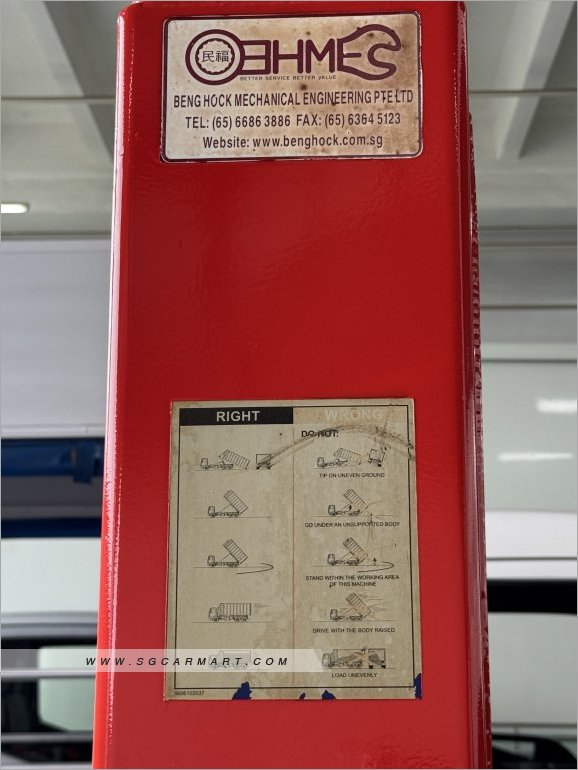 民福
BHMES
BETTER SERVICE BETTER VALUE
BENG HOCK MECHANICAL ENGINEERING PTE LTD
TEL: (65) 6686 3886 FAX: (65) 6364 5123
Website: www.benghock.com.sg
RIGHT
WRONG
DO NOT:
TIP ON UNEVEN GROUND
GO UNDER AN UNSUPPORTED BODY
STAND WITHIN THE WORKING AREA
OF THIS MACHINE
DRIVE WITH THE BODY RAISED
LOAD UNEVENLY
WWW.SGCARMART.COM